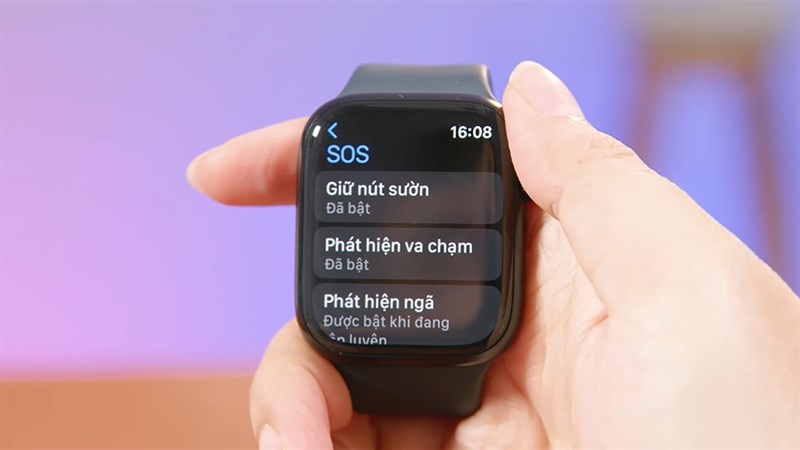 16:08
SOS
Giữ nút sườn
Đã bật
Phát hiện va chạm
Đã bật
Phát hiện ngã
Được bật khi đang
luyện